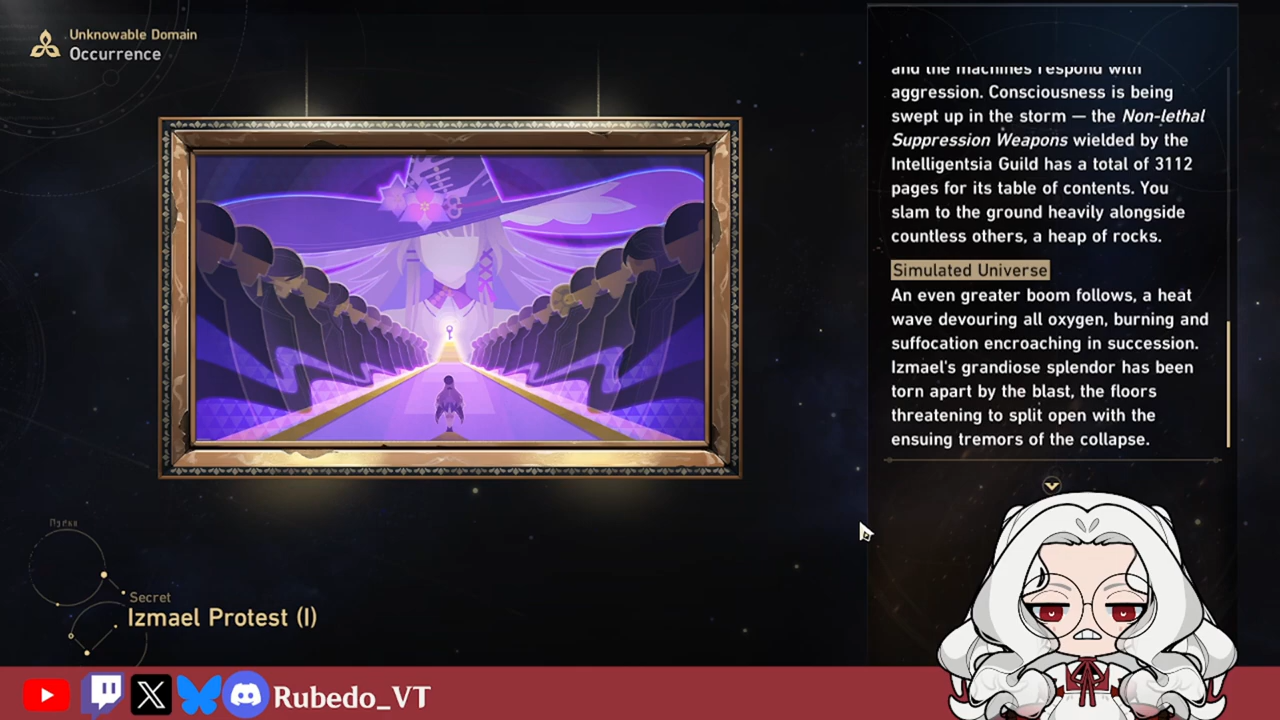 Unknowable Domain
Occurrence
and the machines respond with
aggression. Consciousness is being
swept up in the storm — the Non-lethal
Suppression Weapons wielded by the
Intelligentsia Guild has a total of 3112
pages for its table of contents. You
slam to the ground heavily alongside
countless others, a heap of rocks.
Simulated Universe
An even greater boom follows, a heat
wave devouring all oxygen, burning and
suffocation encroaching in succession.
Izmael's grandiose splendor has been
torn apart by the blast, the floors
threatening to split open with the
ensuing tremors of the collapse.
Secret
Izmael Protest (I)
Rubedo_VT